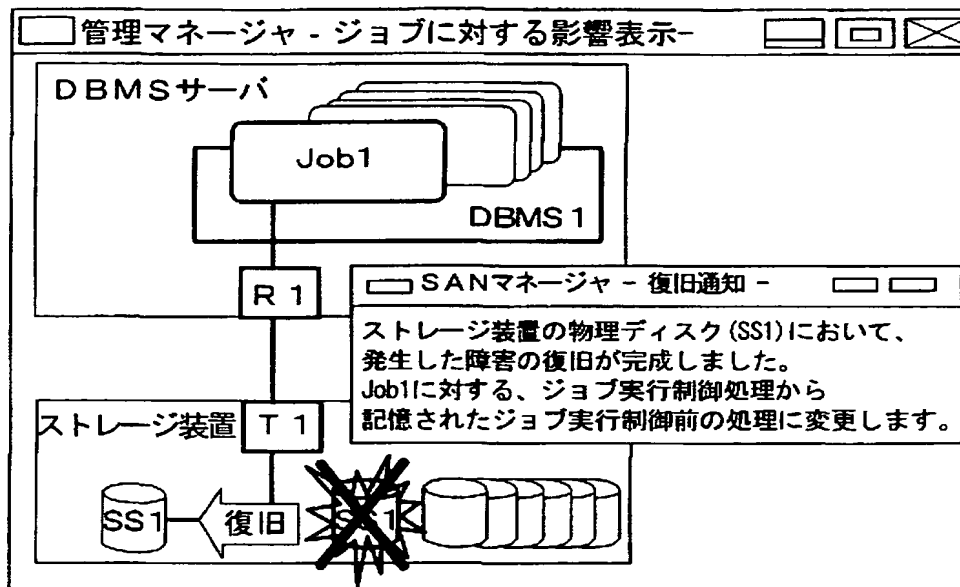 管理マネージャ - ジョブに対する影響表示-
DBMSサーバ
Job1
DBMS1
R1
SANマネージャ - 復旧通知 -
ストレージ装置の物理ディスク(SS1)において、
発生した障害の復旧が完成しました。
Job1に対する、ジョブ実行制御処理から
記憶されたジョブ実行制御前の処理に変更します。
ストレージ装置
T1
SS1
復旧